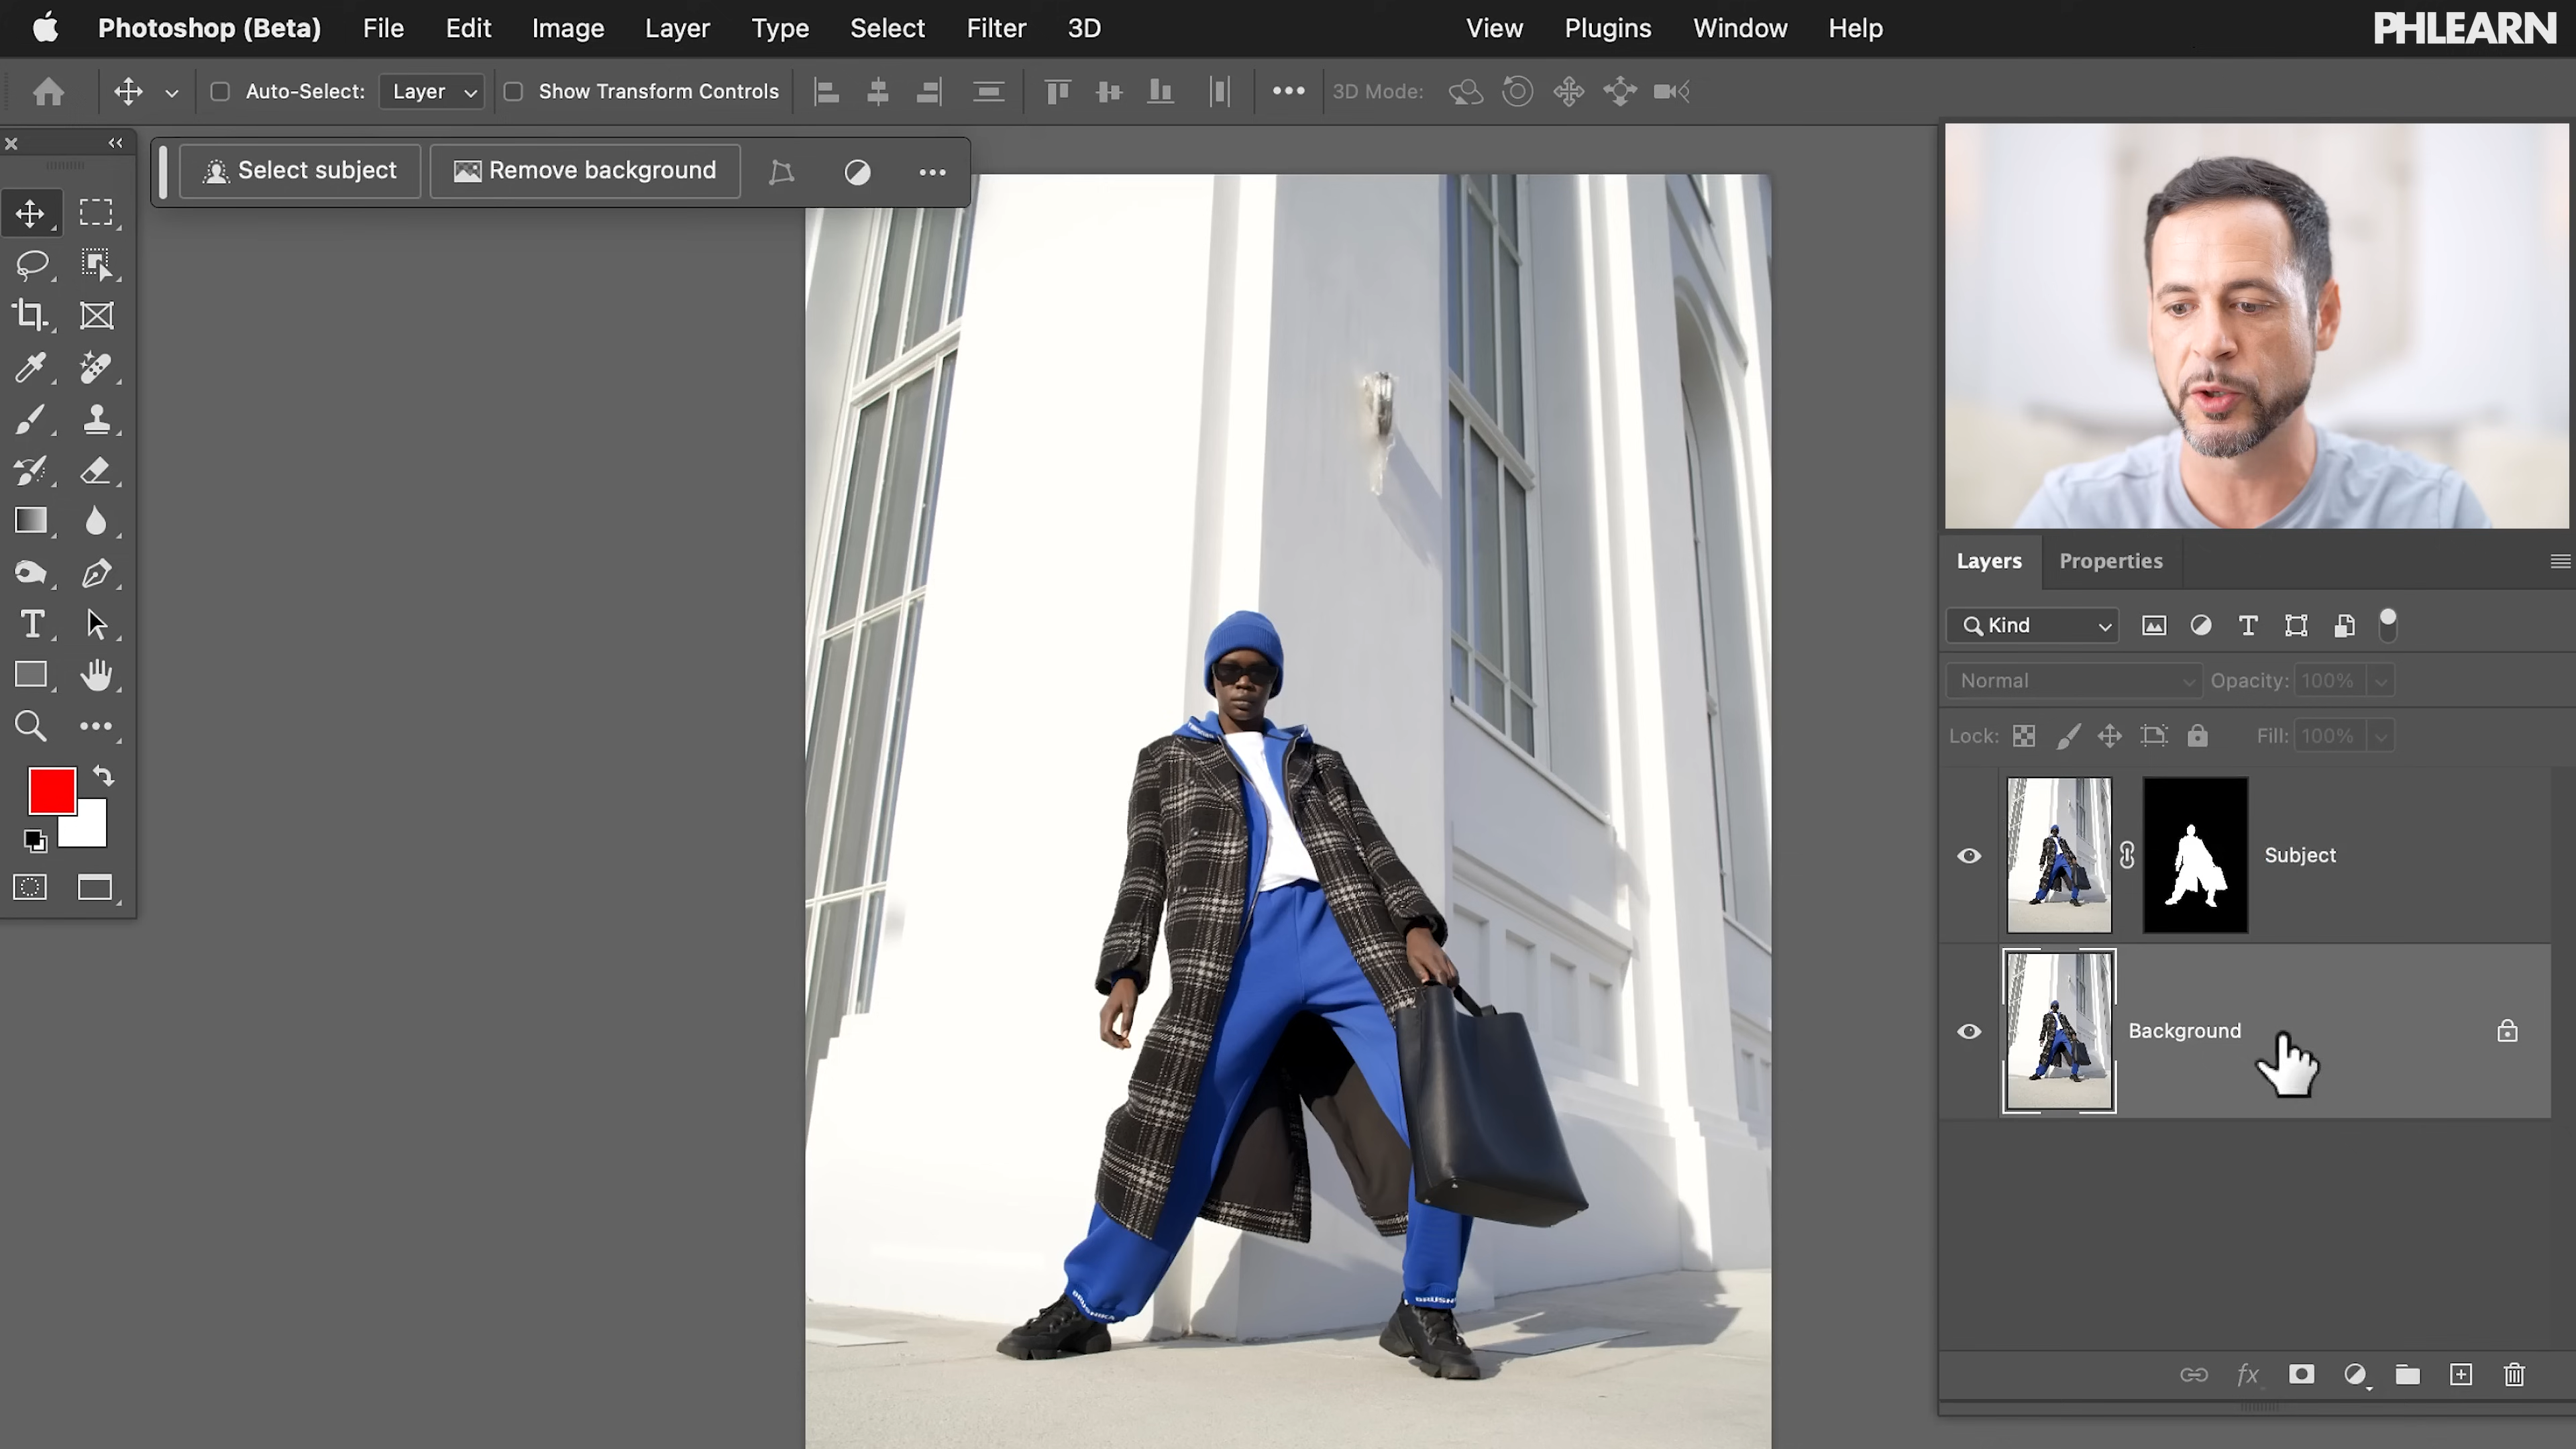 Photoshop (Beta) File Edit Image Layer Type Select Filter 3D View Plugins Window Help
PHLEARN
Auto-Select: Layer Show Transform Controls 3D Mode:
Select subject Remove background
Layers Properties
Kind
Normal Opacity: 100%
Lock: Fill: 100%
Subject
Background
fx
BRUSNIKA